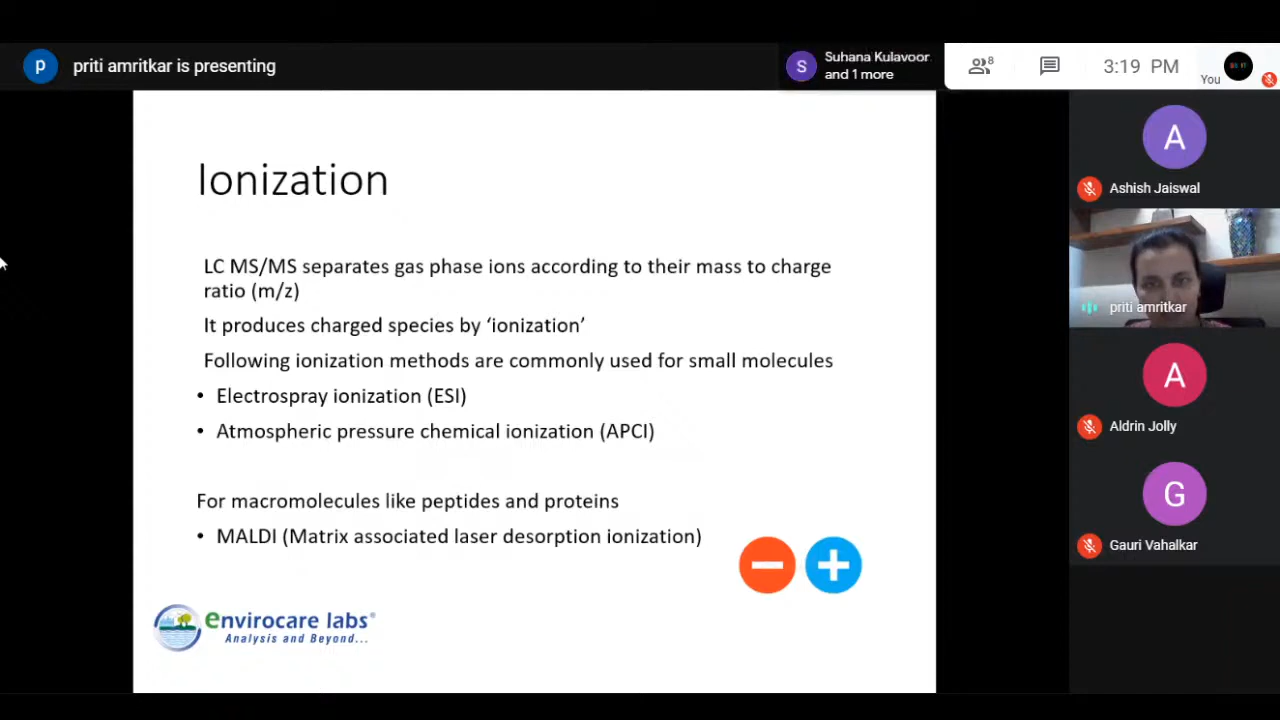 p
priti amritkar is presenting
S
Suhana Kulavoor
and 1 more
8
3:19 PM
You
Ionization
LC MS/MS separates gas phase ions according to their mass to charge
ratio (m/z)
It produces charged species by ‘ionization’
Following ionization methods are commonly used for small molecules
• Electrospray ionization (ESI)
• Atmospheric pressure chemical ionization (APCI)
For macromolecules like peptides and proteins
• MALDI (Matrix associated laser desorption ionization)
envirocare labs®
Analysis and Beyond...
A
Ashish Jaiswal
priti amritkar
A
Aldrin Jolly
G
Gauri Vahalkar